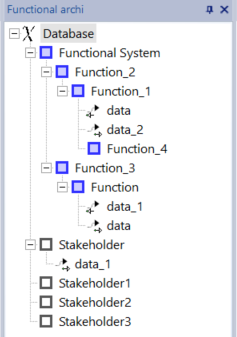 Functional archi
Database
Functional System
Function_2
Function_1
data
data_2
Function_4
Function_3
Function
data_1
data
Stakeholder
data_1
Stakeholder1
Stakeholder2
Stakeholder3